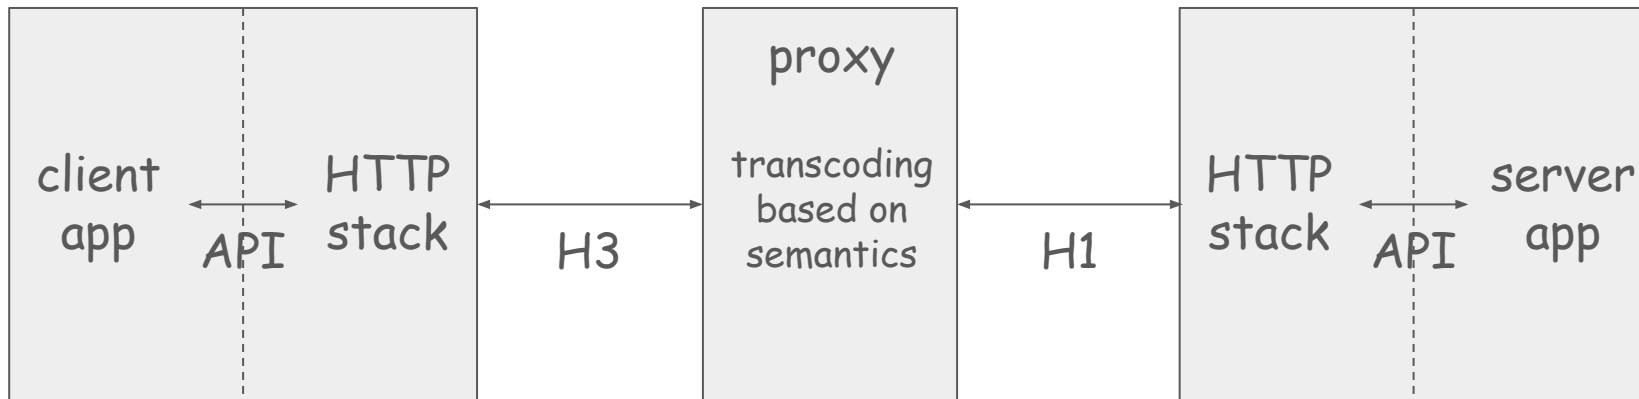 client
app
API
HTTP
stack
H3
proxy
transcoding
based on
semantics
H1
HTTP
stack
API
server
app